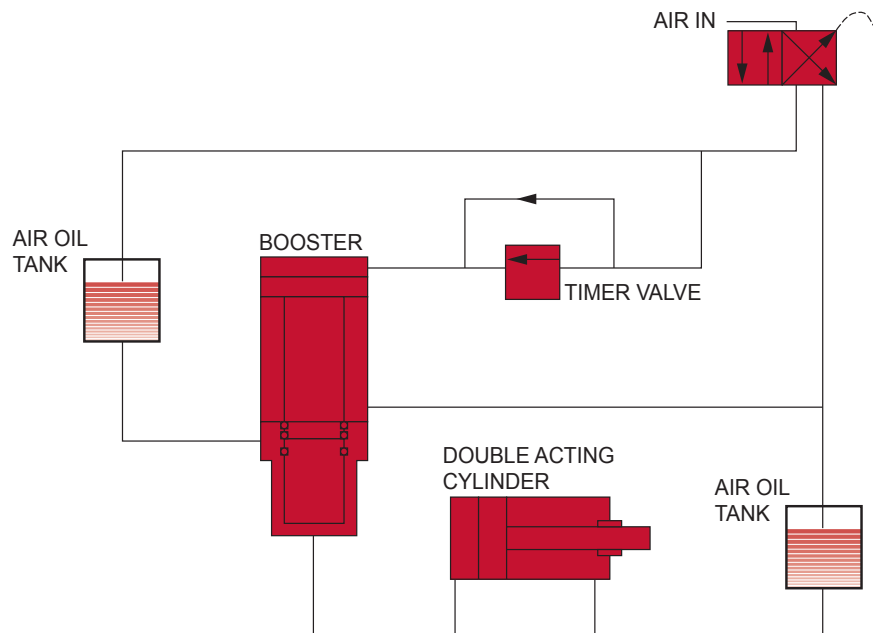 AIR IN
AIR OIL
TANK
BOOSTER
TIMER VALVE
DOUBLE ACTING
CYLINDER
AIR OIL
TANK